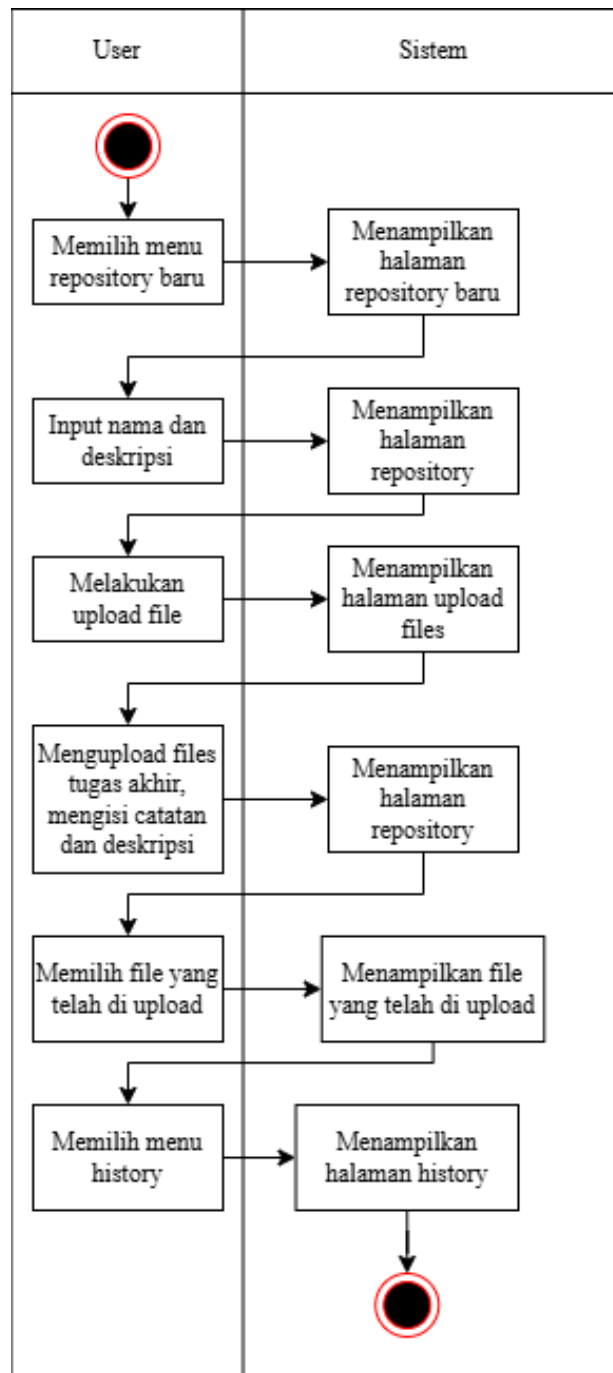 User
Sistem
Memilih menu
repository baru
Menampilkan
halaman
repository baru
Input nama dan
deskripsi
Menampilkan
halaman
repository
Melakukan
upload file
Menampilkan
halaman upload
files
Mengupload files
tugas akhir,
mengisi catatan
dan deskripsi
Menampilkan
halaman
repository
Memilih file yang
telah di upload
Menampilkan file
yang telah di upload
Memilih menu
history
Menampilkan
halaman history